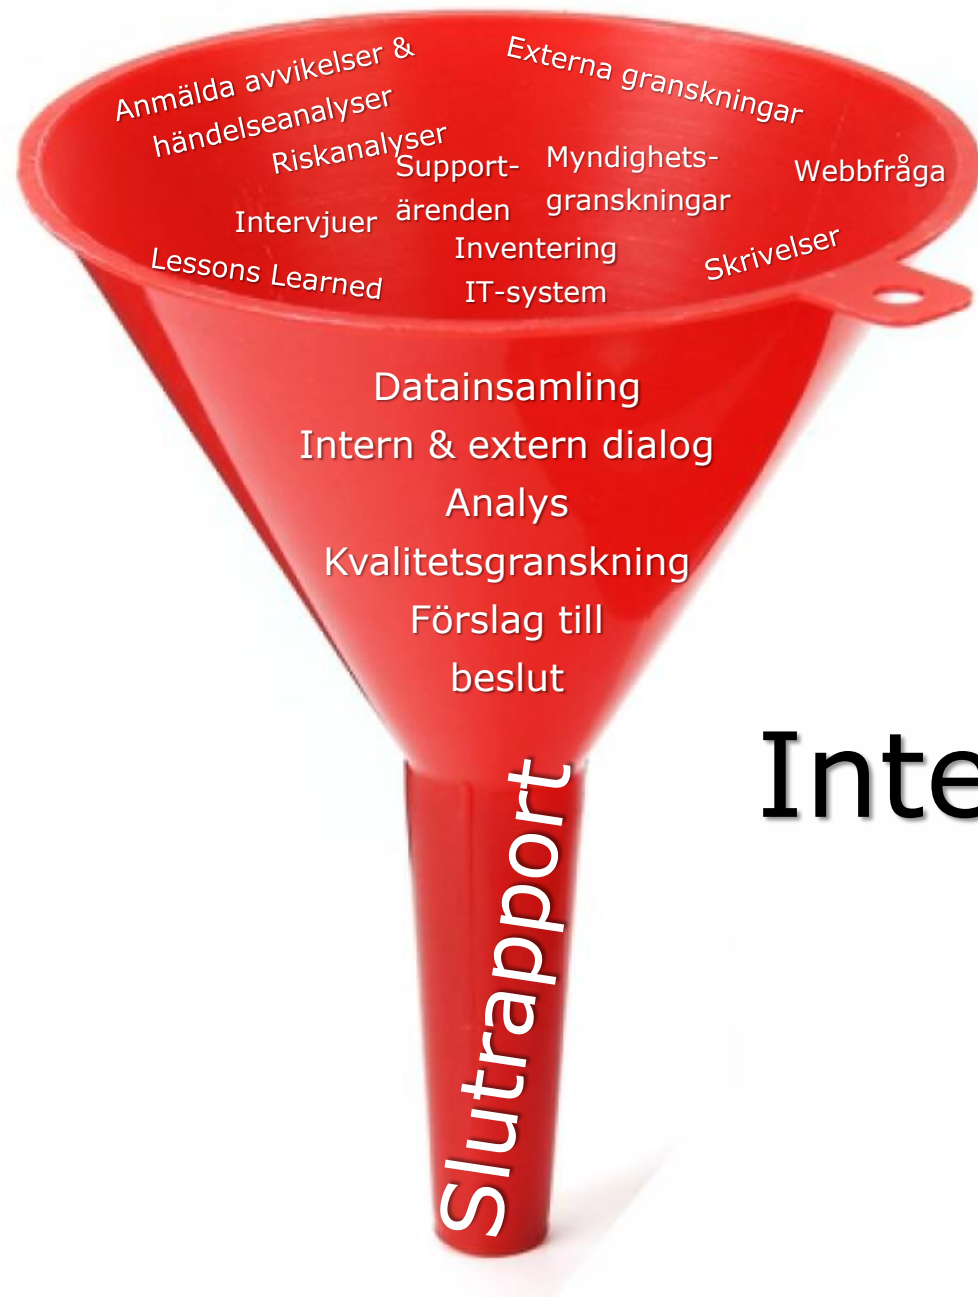 Anmälda avvikelser &
händelseanalyser
Riskanalyser
Externa granskningar
Support-
ärenden
Myndighets-
granskningar
Webbfråga
Intervjuer
Inventering
IT-system
Skrivelser
Lessons Learned
Datainsamling
Intern & extern dialog
Analys
Kvalitetsgranskning
Förslag till
beslut
Inte
Slutrapport